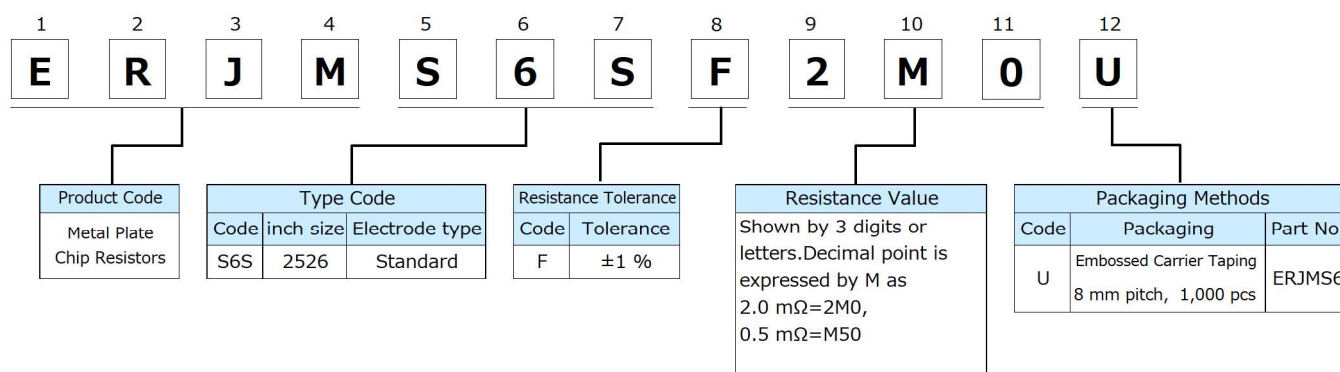 1 2 3 4 5 6 7 8 9 10 11 12
E R J M S 6 S F 2 M 0 U
Product Code
Metal Plate
Chip Resistors
Type Code
Code inch size Electrode type
S6S 2526 Standard
Resistance Tolerance
Code Tolerance
F ±1 %
Resistance Value
Shown by 3 digits or
letters.Decimal point is
expressed by M as
2.0 mΩ=2M0,
0.5 mΩ=M50
Packaging Methods
Code Packaging Part No
U Embossed Carrier Taping
8 mm pitch, 1,000 pcs
ERJMS6